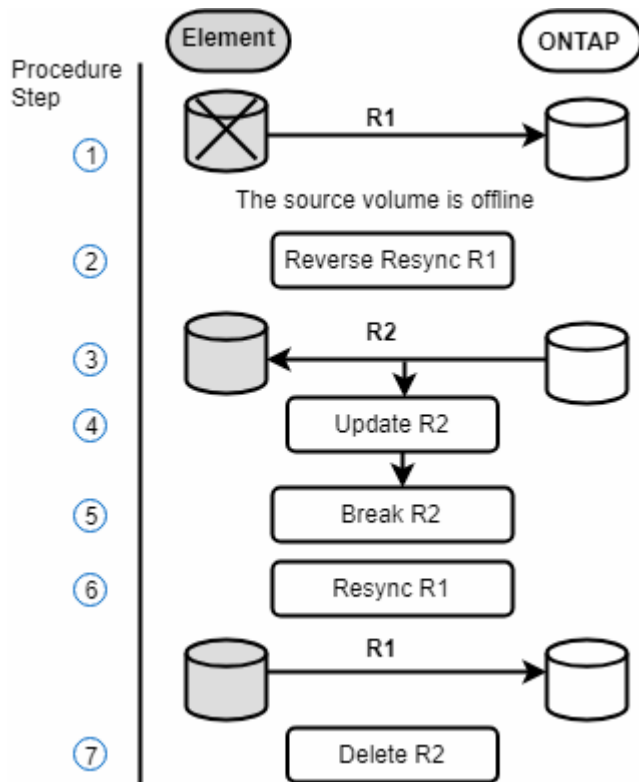 Element
ONTAP
Procedure
Step
R1
1
The source volume is offline
2
Reverse Resync R1
R2
3
4
Update R2
5
Break R2
6
Resync R1
R1
7
Delete R2